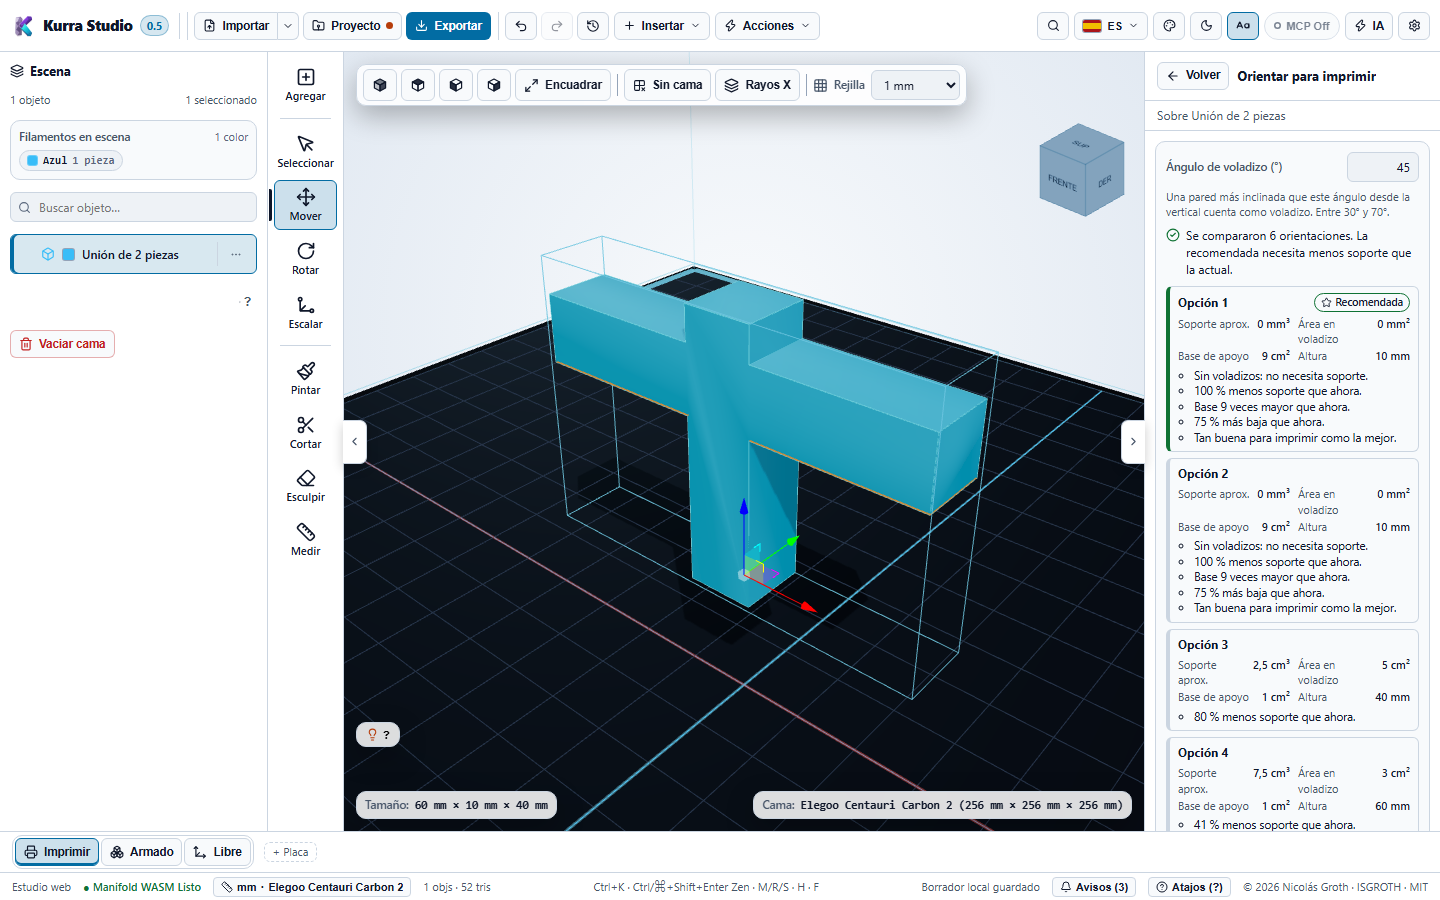 Kurra Studio 0.5
Importar
Proyecto
Exportar
Insertar
Acciones
ES
MCP Off
IA
Escena
1 objeto
1 seleccionado
Filamentos en escena
1 color
Azul 1 pieza
Buscar objeto...
Unión de 2 piezas
?
Vaciar cama
Agregar
Seleccionar
Mover
Rotar
Escalar
Pintar
Cortar
Esculpir
Medir
Encuadrar
Sin cama
Rayos X
Rejilla
1 mm
SUP
FRENTE
DER
?
Tamaño: 60 mm × 10 mm × 40 mm
Cama: Elegoo Centauri Carbon 2 (256 mm × 256 mm × 256 mm)
Volver
Orientar para imprimir
Sobre Unión de 2 piezas
Ángulo de voladizo (°)
45
Una pared más inclinada que este ángulo desde la
vertical cuenta como voladizo. Entre 30° y 70°.
Se compararon 6 orientaciones. La
recomendada necesita menos soporte que
la actual.
Opción 1
Recomendada
Soporte aprox. 0 mm³ Área en voladizo 0 mm²
Base de apoyo 9 cm² Altura 10 mm
Sin voladizos: no necesita soporte.
100 % menos soporte que ahora.
Base 9 veces mayor que ahora.
75 % más baja que ahora.
Tan buena para imprimir como la mejor.
Opción 2
Soporte aprox. 0 mm³ Área en voladizo 0 mm²
Base de apoyo 9 cm² Altura 10 mm
Sin voladizos: no necesita soporte.
100 % menos soporte que ahora.
Base 9 veces mayor que ahora.
75 % más baja que ahora.
Tan buena para imprimir como la mejor.
Opción 3
Soporte aprox. 2,5 cm³ Área en voladizo 5 cm²
Base de apoyo 1 cm² Altura 40 mm
80 % menos soporte que ahora.
Opción 4
Soporte aprox. 7,5 cm³ Área en voladizo 3 cm²
Base de apoyo 1 cm² Altura 60 mm
41 % menos soporte que ahora.
Imprimir
Armado
Libre
+ Placa
Estudio web
Manifold WASM Listo
mm · Elegoo Centauri Carbon 2
1 objs · 52 tris
Ctrl+K · Ctrl/⌘+Shift+Enter Zen · M/R/S · H · F
Borrador local guardado
Avisos (3)
Atajos (?)
© 2026 Nicolás Groth · ISGROTH · MIT